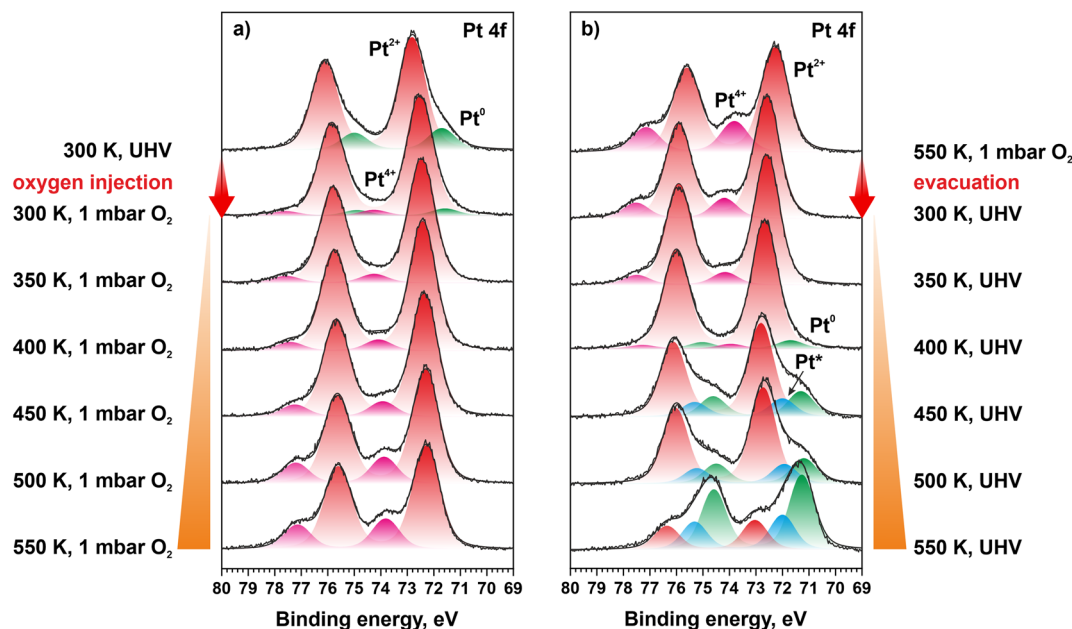 a)
Pt 4f
Pt²⁺
Pt⁰
Pt⁴⁺
300 K, UHV
oxygen injection
300 K, 1 mbar O₂
350 K, 1 mbar O₂
400 K, 1 mbar O₂
450 K, 1 mbar O₂
500 K, 1 mbar O₂
550 K, 1 mbar O₂
80 79 78 77 76 75 74 73 72 71 70 69
Binding energy, eV
b)
Pt 4f
Pt²⁺
Pt⁴⁺
Pt⁰
Pt*
550 K, 1 mbar O₂
evacuation
300 K, UHV
350 K, UHV
400 K, UHV
450 K, UHV
500 K, UHV
550 K, UHV
80 79 78 77 76 75 74 73 72 71 70 69
Binding energy, eV